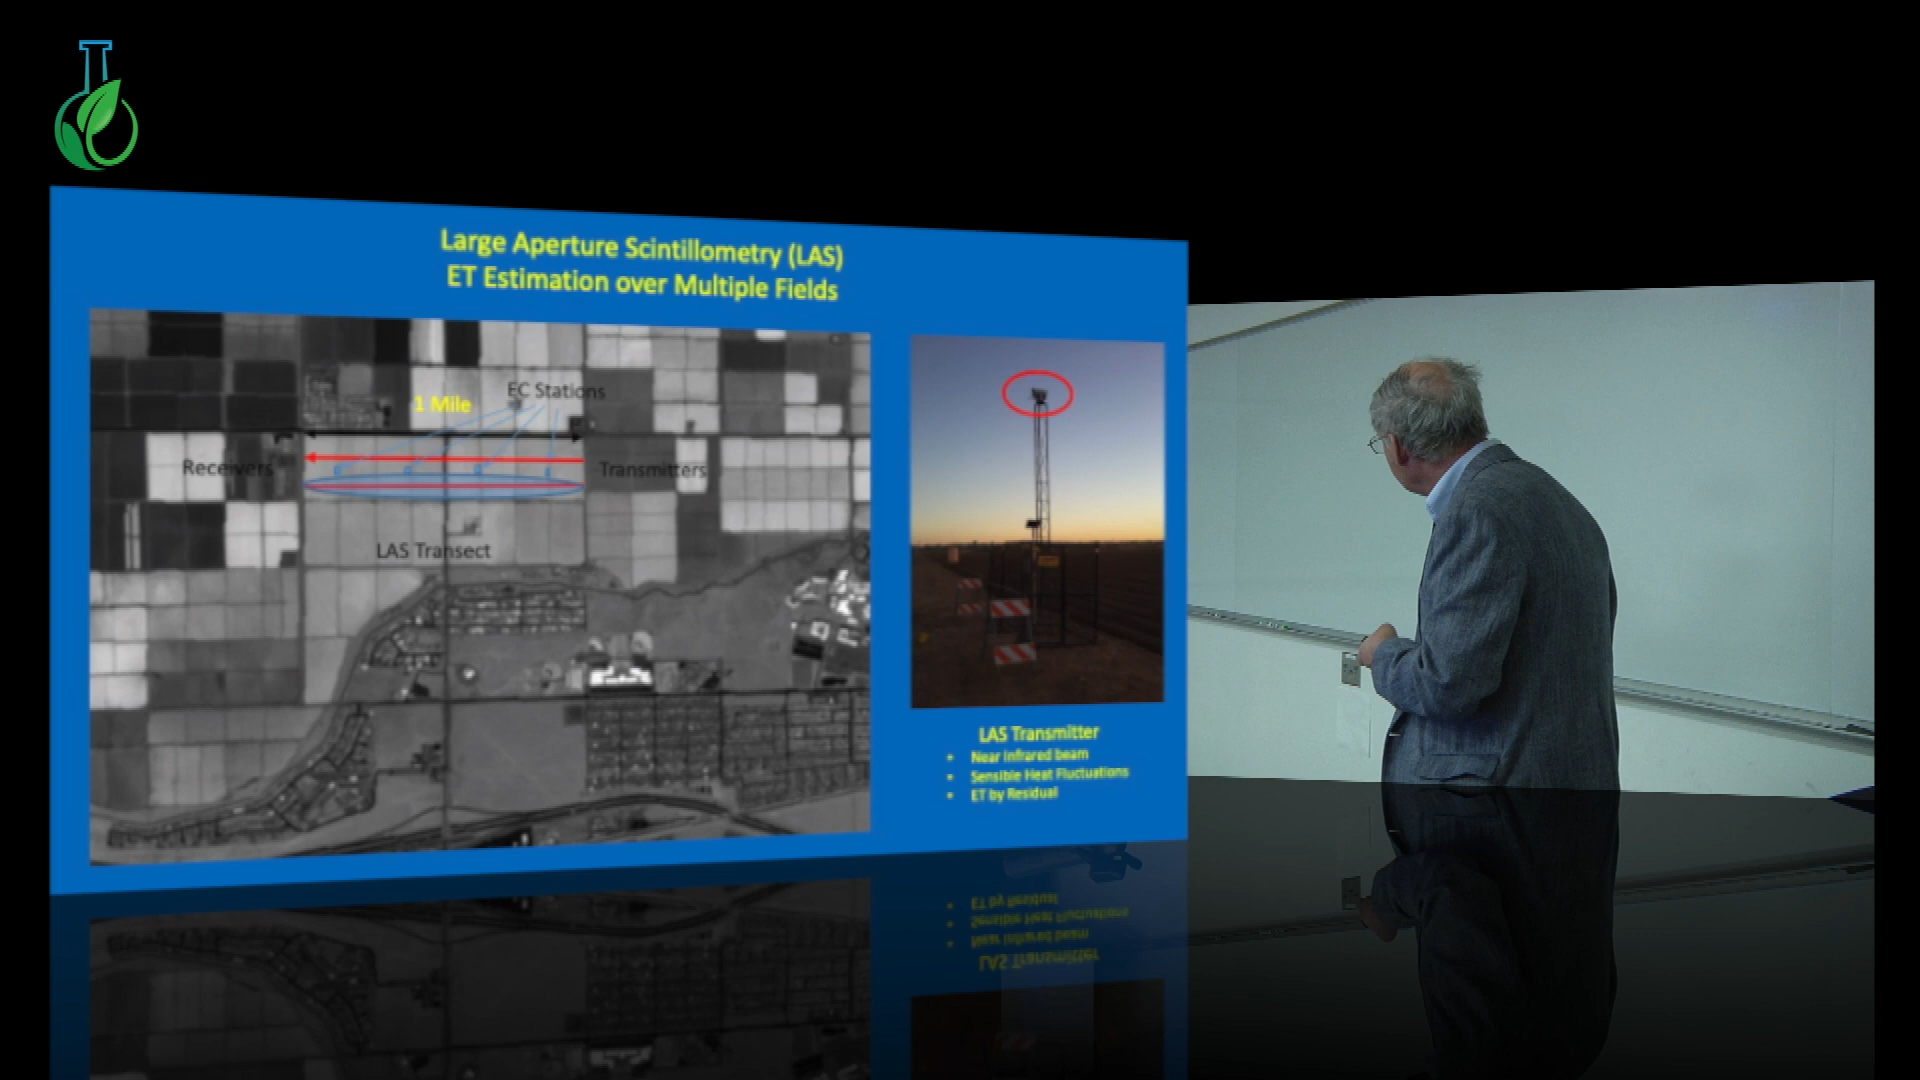 Large Aperture Scintillometry (LAS)
ET Estimation over Multiple Fields
EC Stations
1 Mile
Receivers
Transmitters
LAS Transect
LAS Transmitter
• Near Infrared beam
• Sensible Heat Fluctuations
• ET by Residual